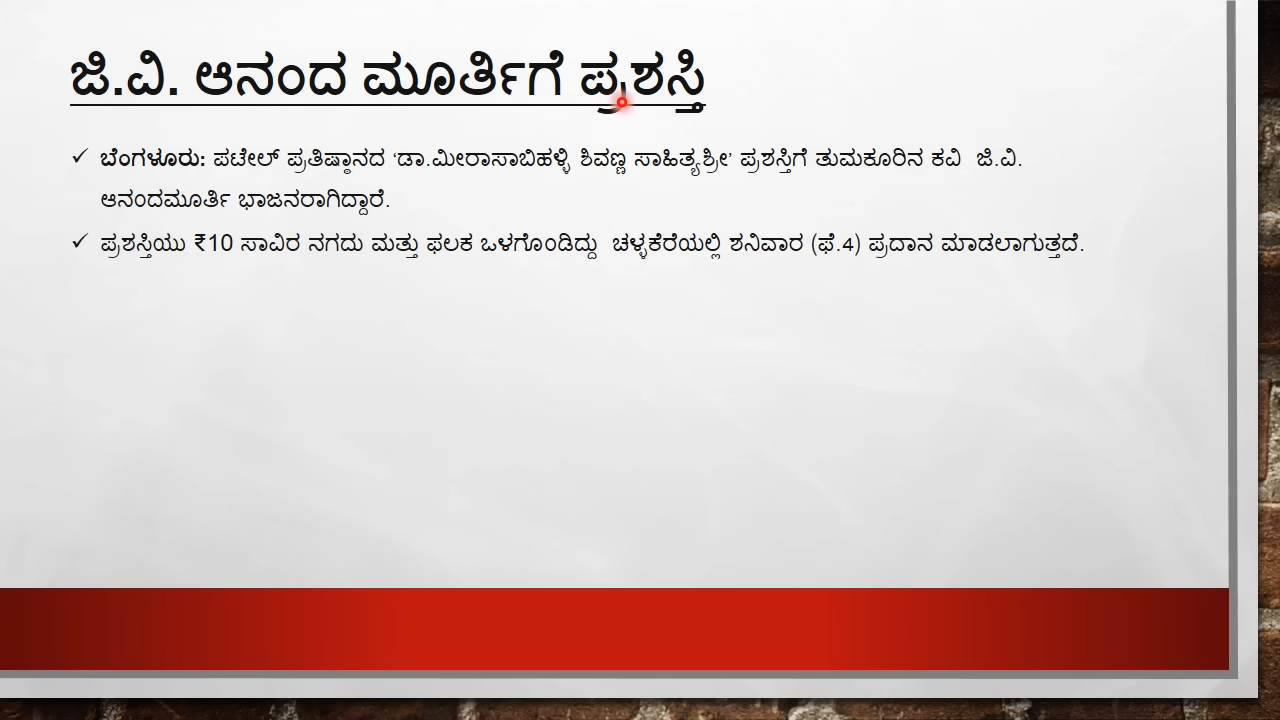 ಜಿ.ವಿ. ಆನಂದ ಮೂರ್ತಿಗೆ ಪ್ರಶಸ್ತಿ
✓ ಬೆಂಗಳೂರು: ಪಟೇಲ್ ಪ್ರತಿಷ್ಠಾನದ ‘ಡಾ.ಮೀರಾಸಾಬಿಹಳ್ಳಿ ಶಿವಣ್ಣ ಸಾಹಿತ್ಯಶ್ರೀ’ ಪ್ರಶಸ್ತಿಗೆ ತುಮಕೂರಿನ ಕವಿ ಜಿ.ವಿ.
ಆನಂದಮೂರ್ತಿ ಭಾಜನರಾಗಿದ್ದಾರೆ.
✓ ಪ್ರಶಸ್ತಿಯು ₹10 ಸಾವಿರ ನಗದು ಮತ್ತು ಫಲಕ ಒಳಗೊಂಡಿದ್ದು ಚಳ್ಳಕೆರೆಯಲ್ಲಿ ಶನಿವಾರ (ಫೆ.4) ಪ್ರದಾನ ಮಾಡಲಾಗುತ್ತದೆ.